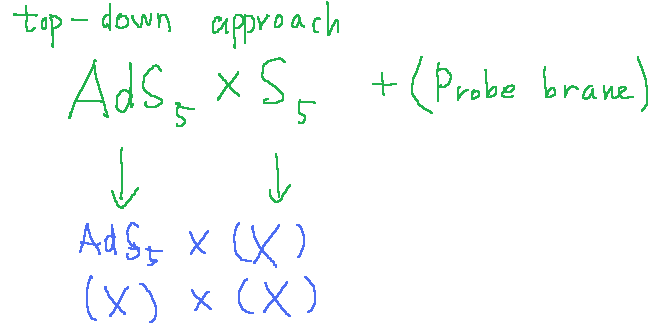 top-down approach
AdS₅ × S₅ + (Probe brane)
↓ ↓
AdS₅ × (X)
(X) × (X)